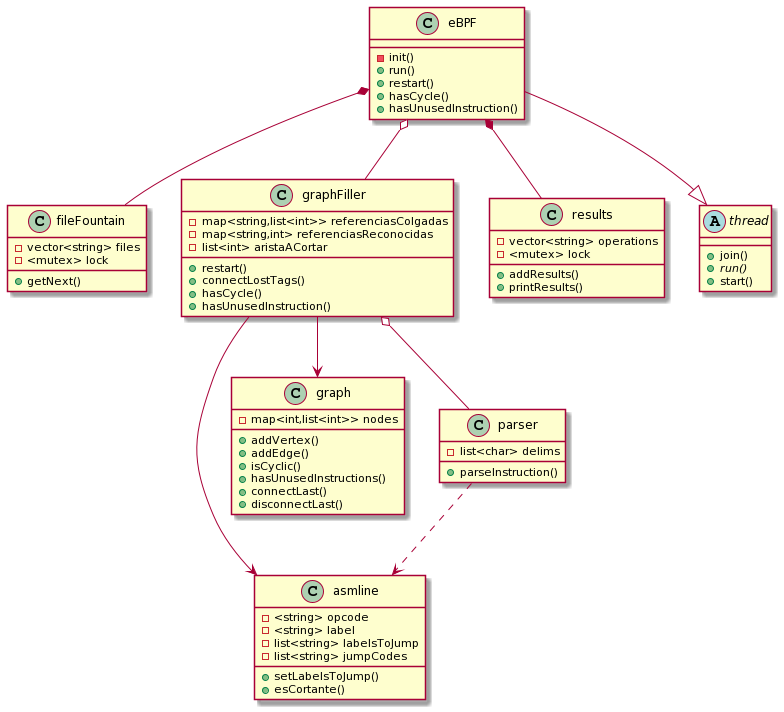 C eBPF
init()
run()
restart()
hasCycle()
hasUnusedInstruction()
C fileFountain
vector<string> files
<mutex> lock
getNext()
C graphFiller
map<string,list<int>> referenciasColgadas
map<string,int> referenciasReconocidas
list<int> aristaACortar
restart()
connectLostTags()
hasCycle()
hasUnusedInstruction()
C results
vector<string> operations
<mutex> lock
addResults()
printResults()
A thread
join()
run()
start()
C graph
map<int,list<int>> nodes
addVertex()
addEdge()
isCyclic()
hasUnusedInstructions()
connectLast()
disconnectLast()
C parser
list<char> delims
parseInstruction()
C asmline
<string> opcode
<string> label
list<string> labelsToJump
list<string> jumpCodes
setLabelsToJump()
esCortante()